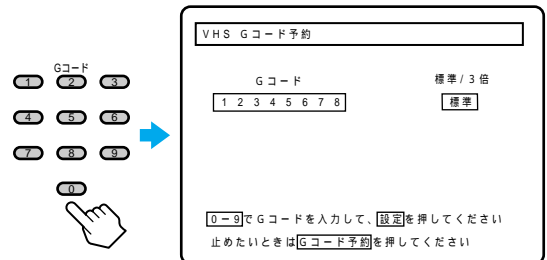 Gコード
1 2 3
4 5 6
7 8 9
0
VHS Gコード予約
Gコード 標準/3倍
1 2 3 4 5 6 7 8 標準
0－9でGコードを入力して、設定を押してください
止めたいときはGコード予約を押してください